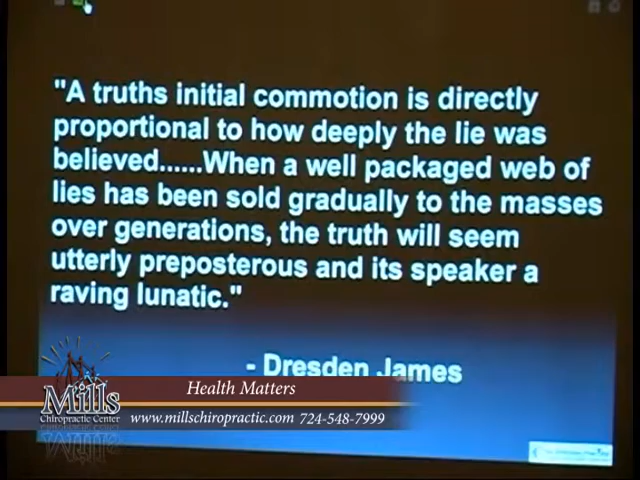 "A truths initial commotion is directly
proportional to how deeply the lie was
believed......When a well packaged web of
lies has been sold gradually to the masses
over generations, the truth will seem
utterly preposterous and its speaker a
raving lunatic."
- Dresden James
Health Matters
Mills
Chiropractic Center
www.millschiropractic.com 724-548-7999